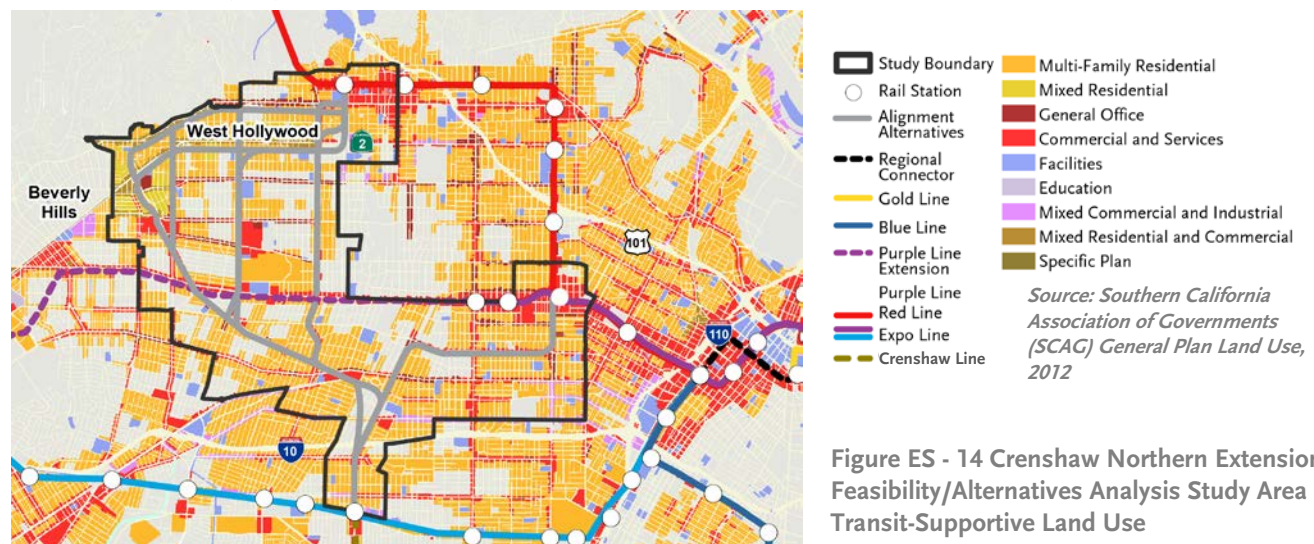 West Hollywood
2
Beverly
Hills
101
110
10
Study Boundary
Rail Station
Alignment
Alternatives
Regional
Connector
Gold Line
Blue Line
Purple Line
Extension
Purple Line
Red Line
Expo Line
Crenshaw Line
Multi-Family Residential
Mixed Residential
General Office
Commercial and Services
Facilities
Education
Mixed Commercial and Industrial
Mixed Residential and Commercial
Specific Plan
Source: Southern California
Association of Governments
(SCAG) General Plan Land Use,
2012
Figure ES - 14 Crenshaw Northern Extension
Feasibility/Alternatives Analysis Study Area
Transit-Supportive Land Use